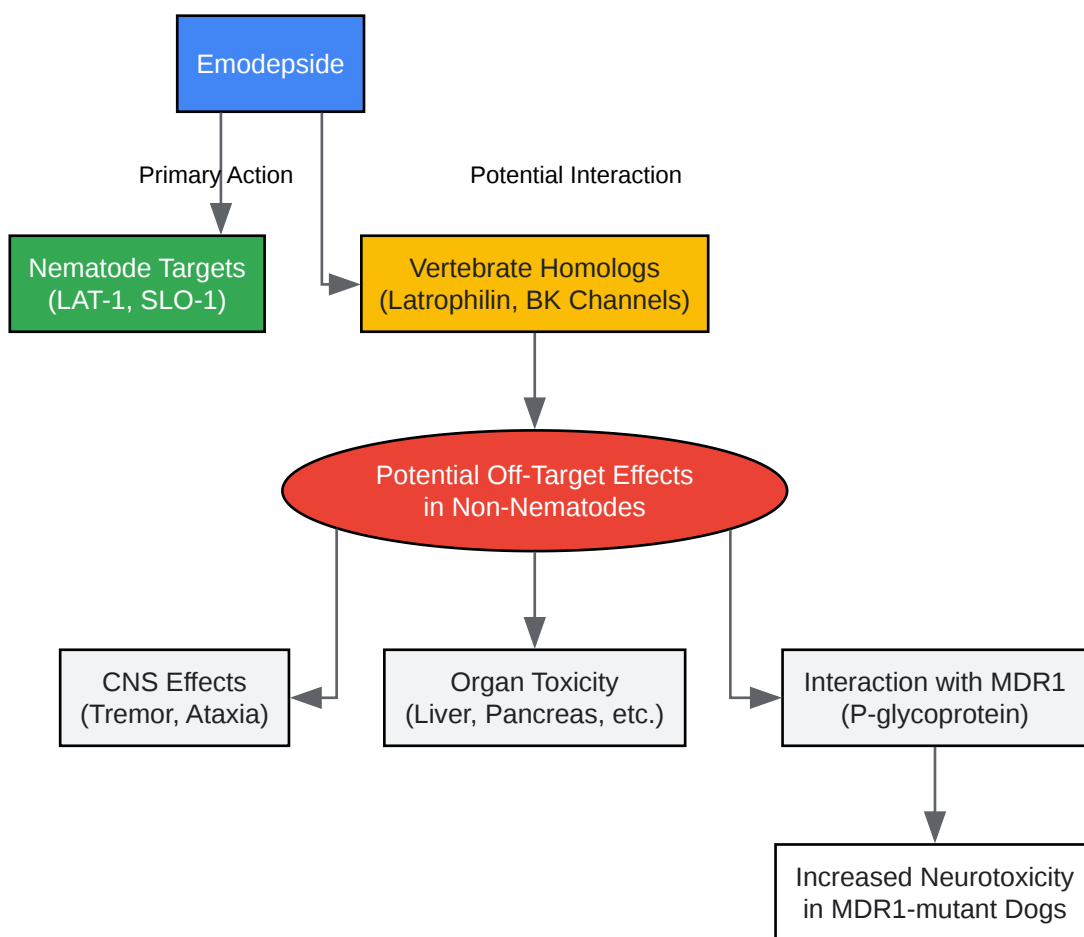 Emodepside
Primary Action
Potential Interaction
Nematode Targets
(LAT-1, SLO-1)
Vertebrate Homologs
(Latrophilin, BK Channels)
Potential Off-Target Effects
in Non-Nematodes
CNS Effects
(Tremor, Ataxia)
Organ Toxicity
(Liver, Pancreas, etc.)
Interaction with MDR1
(P-glycoprotein)
Increased Neurotoxicity
in MDR1-mutant Dogs